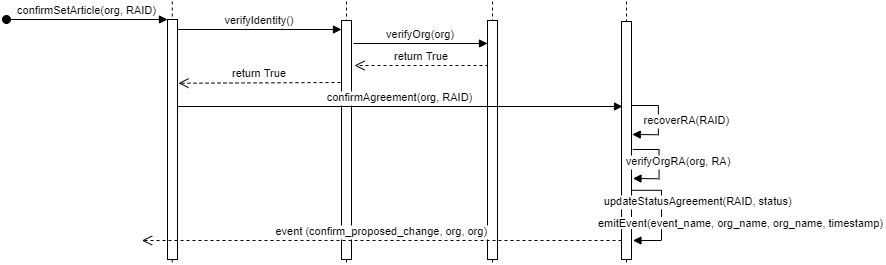 confirmSetArticle(org, RAID)
verifyIdentity()
verifyOrg(org)
return True
return True
confirmAgreement(org, RAID)
recoverRA(RAID)
verifyOrgRA(org, RA)
updateStatusAgreement(RAID, status)
emitEvent(event_name, org_name, org_name, timestamp)
event (confirm_proposed_change, org, org)